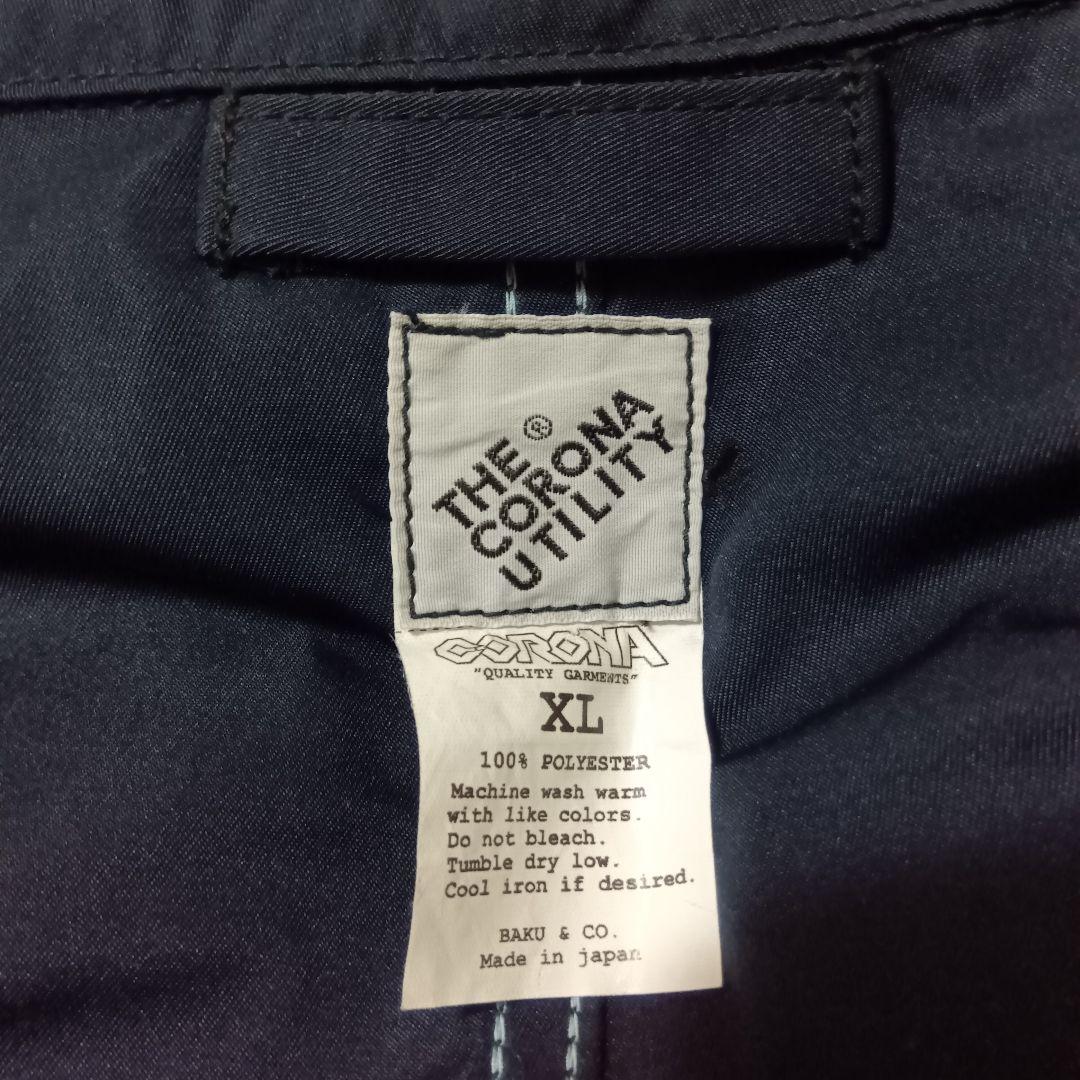 THE ®
CORONA
UTILITY
CORONA
"QUALITY GARMENTS"
XL
100% POLYESTER
Machine wash warm
with like colors.
Do not bleach.
Tumble dry low.
Cool iron if desired.
BAKU & CO.
Made in japan